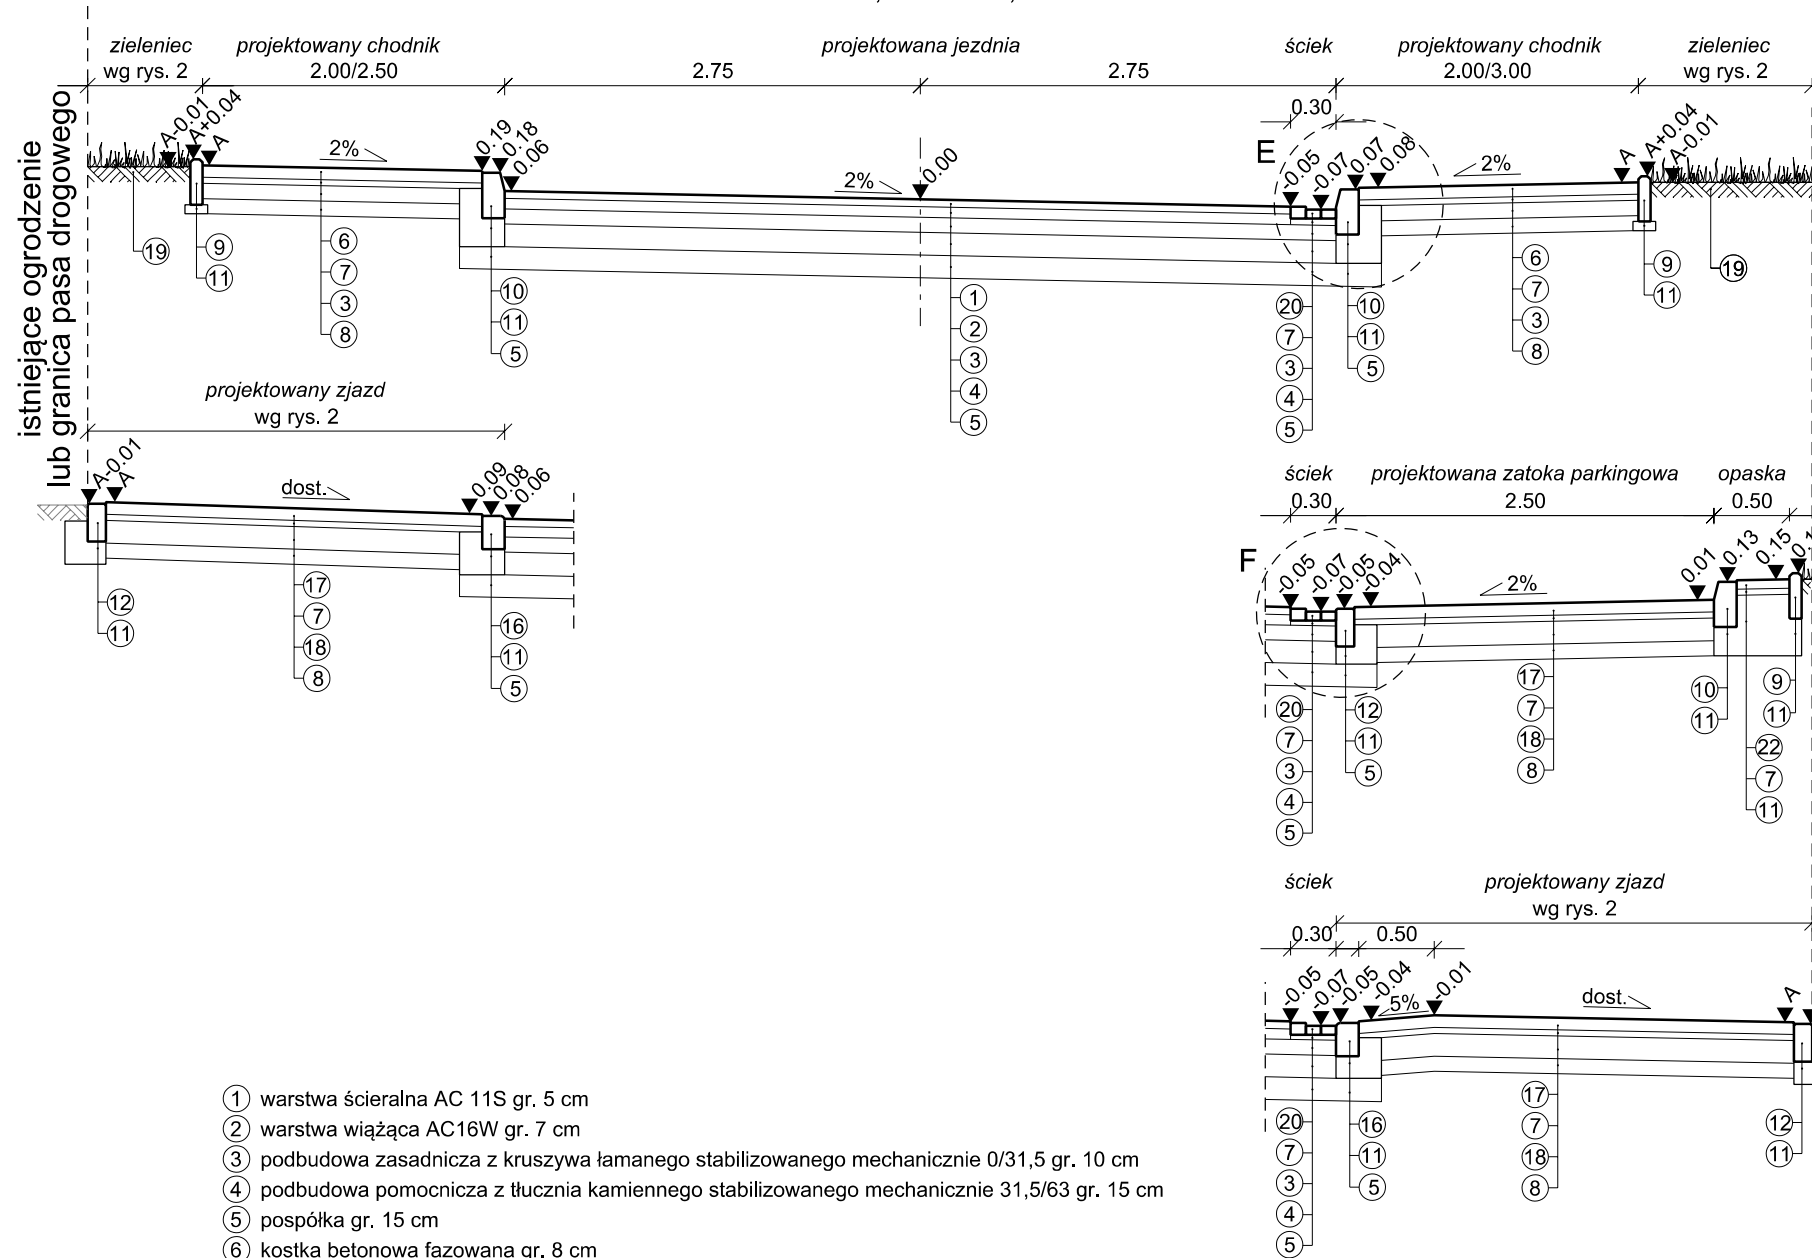 zieleniec projektowany chodnik projektowana jezdnia ściek projektowany chodnik zieleniec
wg rys. 2 2.00/2.50 2.75 2.75 2.00/3.00 wg rys. 2
0.30
istniejące ogrodzenie
lub granica pasa drogowego
A-0.01 A+0.04 A 2% 0.19 0.18 0.06 2% 0.00 E -0.05 -0.07 0.07 0.08 2% A A+0.04 A-0.01
19 9 6 10 1 20 10 6 9 19
11 7 11 2 7 11 7 11
3 5 3 3 5 3
8 4 4 8
5 5
projektowany zjazd
wg rys. 2
A-0.01 A dost. 0.09 0.08 0.06
12 17 16
11 7 11
18 5
8
ściek projektowana zatoka parkingowa opaska
0.30 2.50 0.50
F -0.05 -0.07 -0.05 -0.04 2% 0.01 0.13 0.15
20 12 17 10 22 9
7 11 7 11 7 11
3 5 18 11
4 8
5
ściek projektowany zjazd
wg rys. 2
0.30 0.50
-0.05 -0.07 -0.05 -0.04 5% -0.01 dost. A
20 16 17 12
7 11 7 11
3 5 18
4 8
5
1 warstwa ścieralna AC 11S gr. 5 cm
2 warstwa wiążąca AC16W gr. 7 cm
3 podbudowa zasadnicza z kruszywa łamanego stabilizowanego mechanicznie 0/31,5 gr. 10 cm
4 podbudowa pomocnicza z tłucznia kamiennego stabilizowanego mechanicznie 31,5/63 gr. 15 cm
5 pospółka gr. 15 cm
6 kostka betonowa fazowana gr. 8 cm